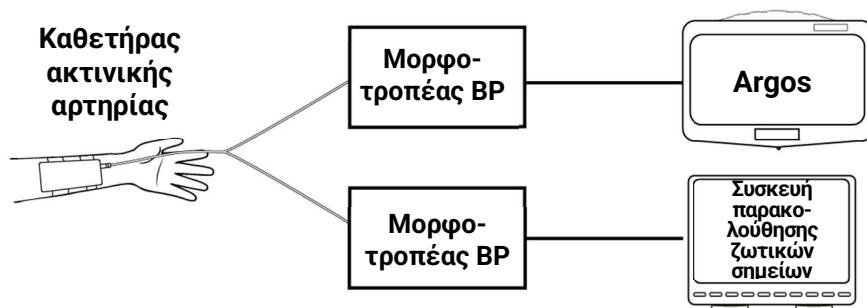 Καθετήρας
ακτινικής
αρτηρίας
Μορφο-
τροπέας BP
Argos
Μορφο-
τροπέας BP
Συσκευή
παρακο-
λούθησης
ζωτικών
σημείων